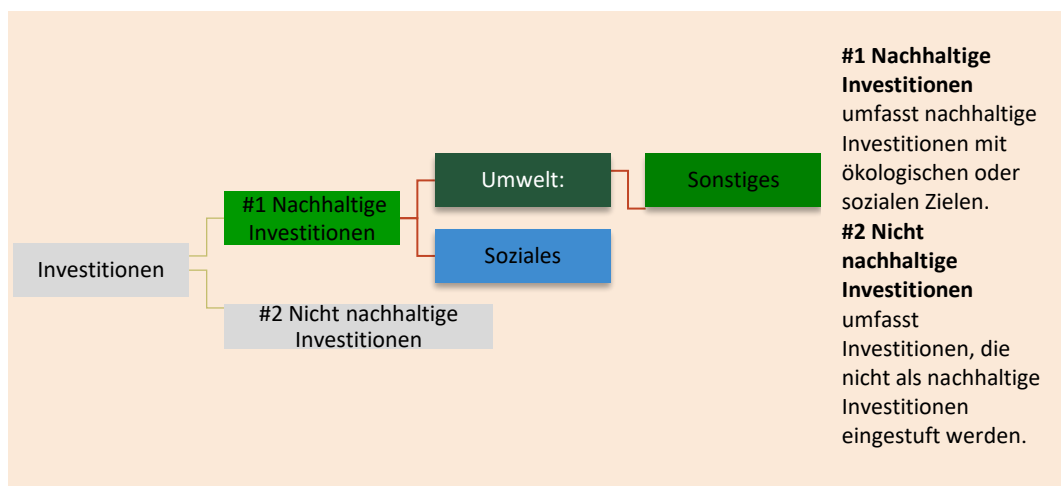 Investitionen
#1 Nachhaltige
Investitionen
#2 Nicht nachhaltige
Investitionen
Umwelt:
Soziales
Sonstiges
#1 Nachhaltige
Investitionen
umfasst nachhaltige
Investitionen mit
ökologischen oder
sozialen Zielen.
#2 Nicht
nachhaltige
Investitionen
umfasst
Investitionen, die
nicht als nachhaltige
Investitionen
eingestuft werden.